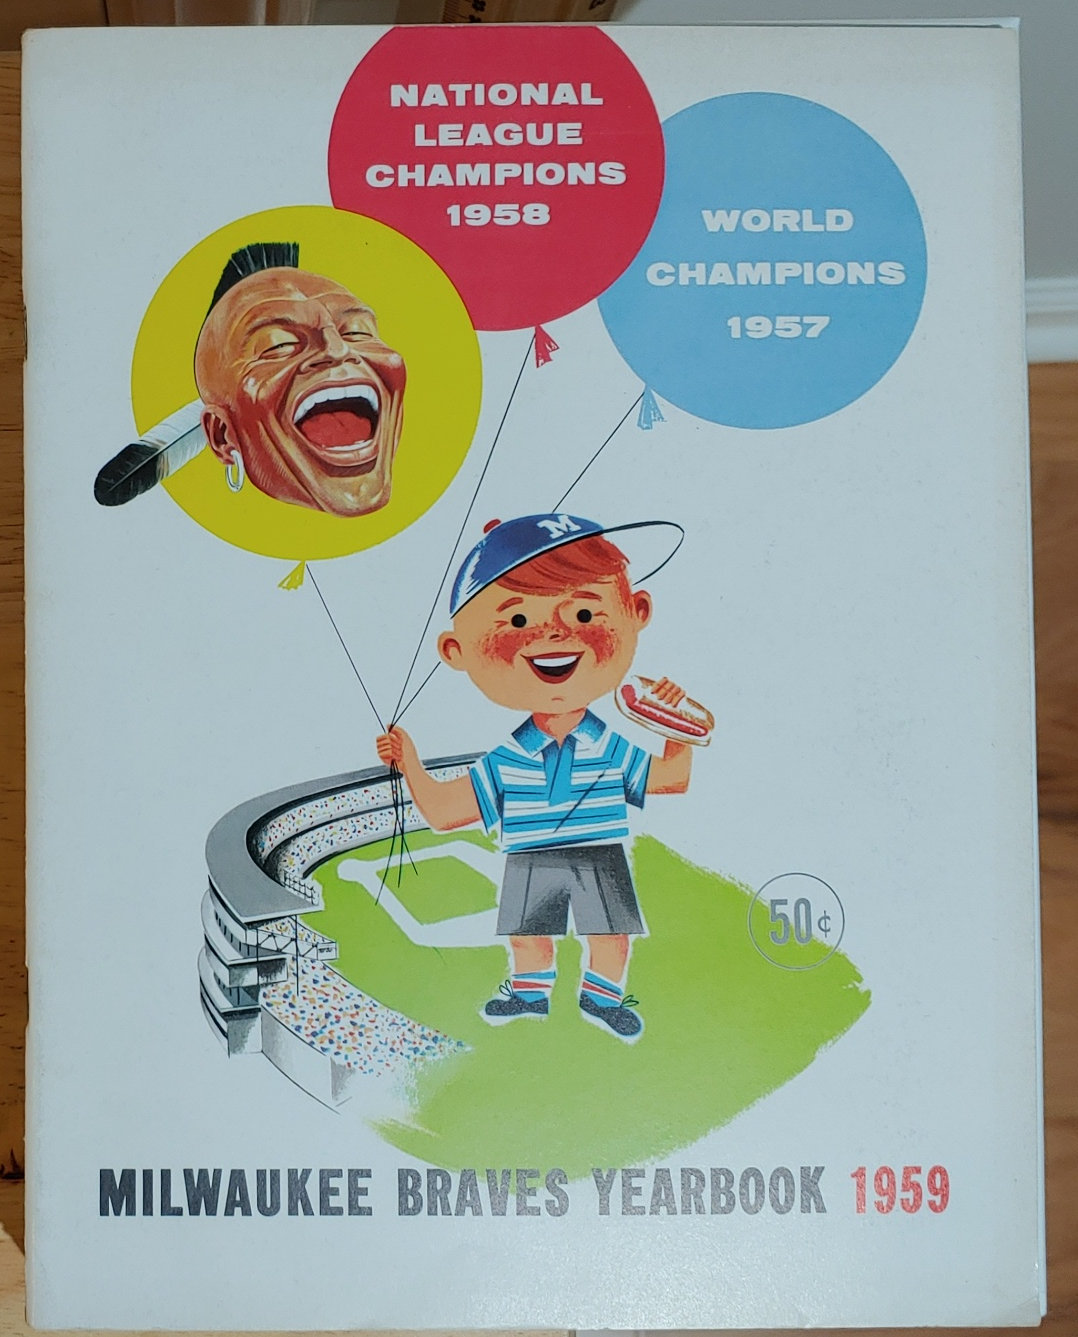 NATIONAL
LEAGUE
CHAMPIONS
1958
WORLD
CHAMPIONS
1957
M
50¢
MILWAUKEE BRAVES YEARBOOK 1959